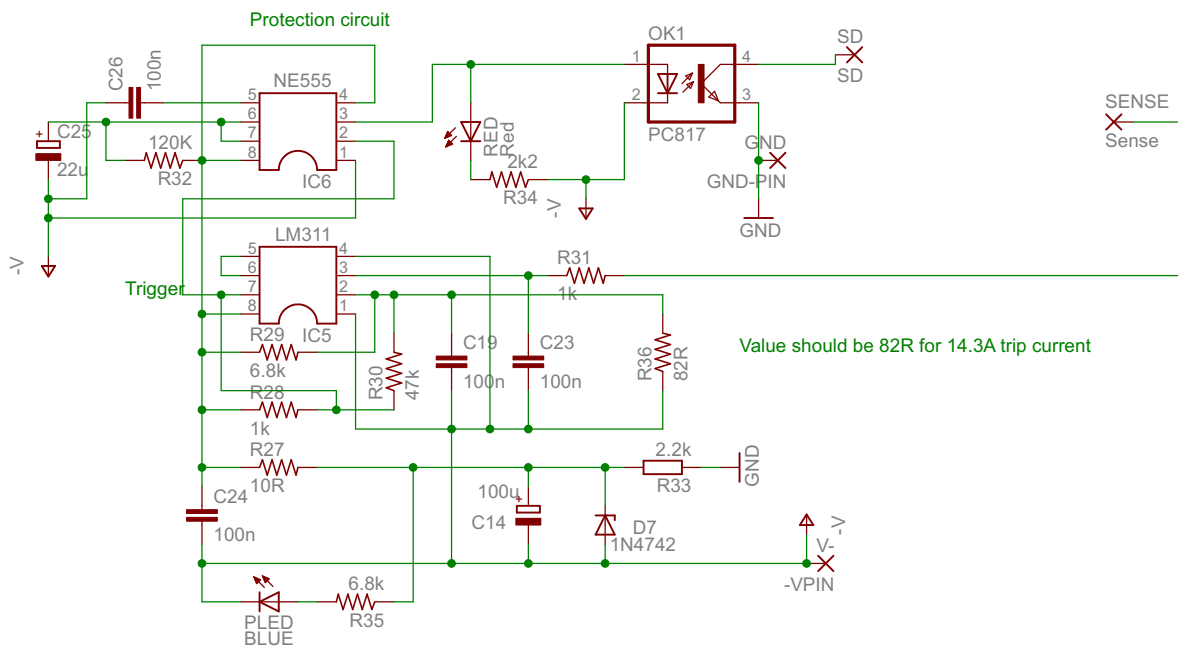 Protection circuit
OK1
SD
SD
C26
100n
NE555
1
4
5
4
6
3
2
3
7
2
8
1
IC6
PC817
SENSE
Sense
+
C25
22u
120K
R32
RED
Red
2k2
R34
-V
GND
GND-PIN
GND
-V
LM311
5
4
6
3
7
2
8
1
IC5
Trigger
R31
1k
R29
6.8k
R30
47k
C19
100n
C23
100n
R36
82R
Value should be 82R for 14.3A trip current
R28
1k
R27
10R
2.2k
R33
GND
C24
100n
100u
+
C14
D7
1N4742
-V
V-
-VPIN
6.8k
R35
PLED
BLUE